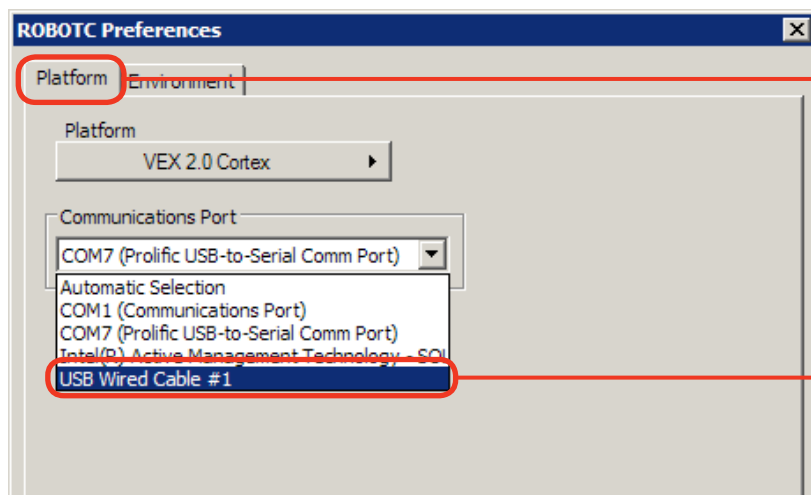 ROBOTC Preferences
Platform
Environment
Platform
VEX 2.0 Cortex
Communications Port
COM7 (Prolific USB-to-Serial Comm Port)
Automatic Selection
COM1 (Communications Port)
COM7 (Prolific USB-to-Serial Comm Port)
Intel(R) Active Management Technology - SOL
USB Wired Cable #1